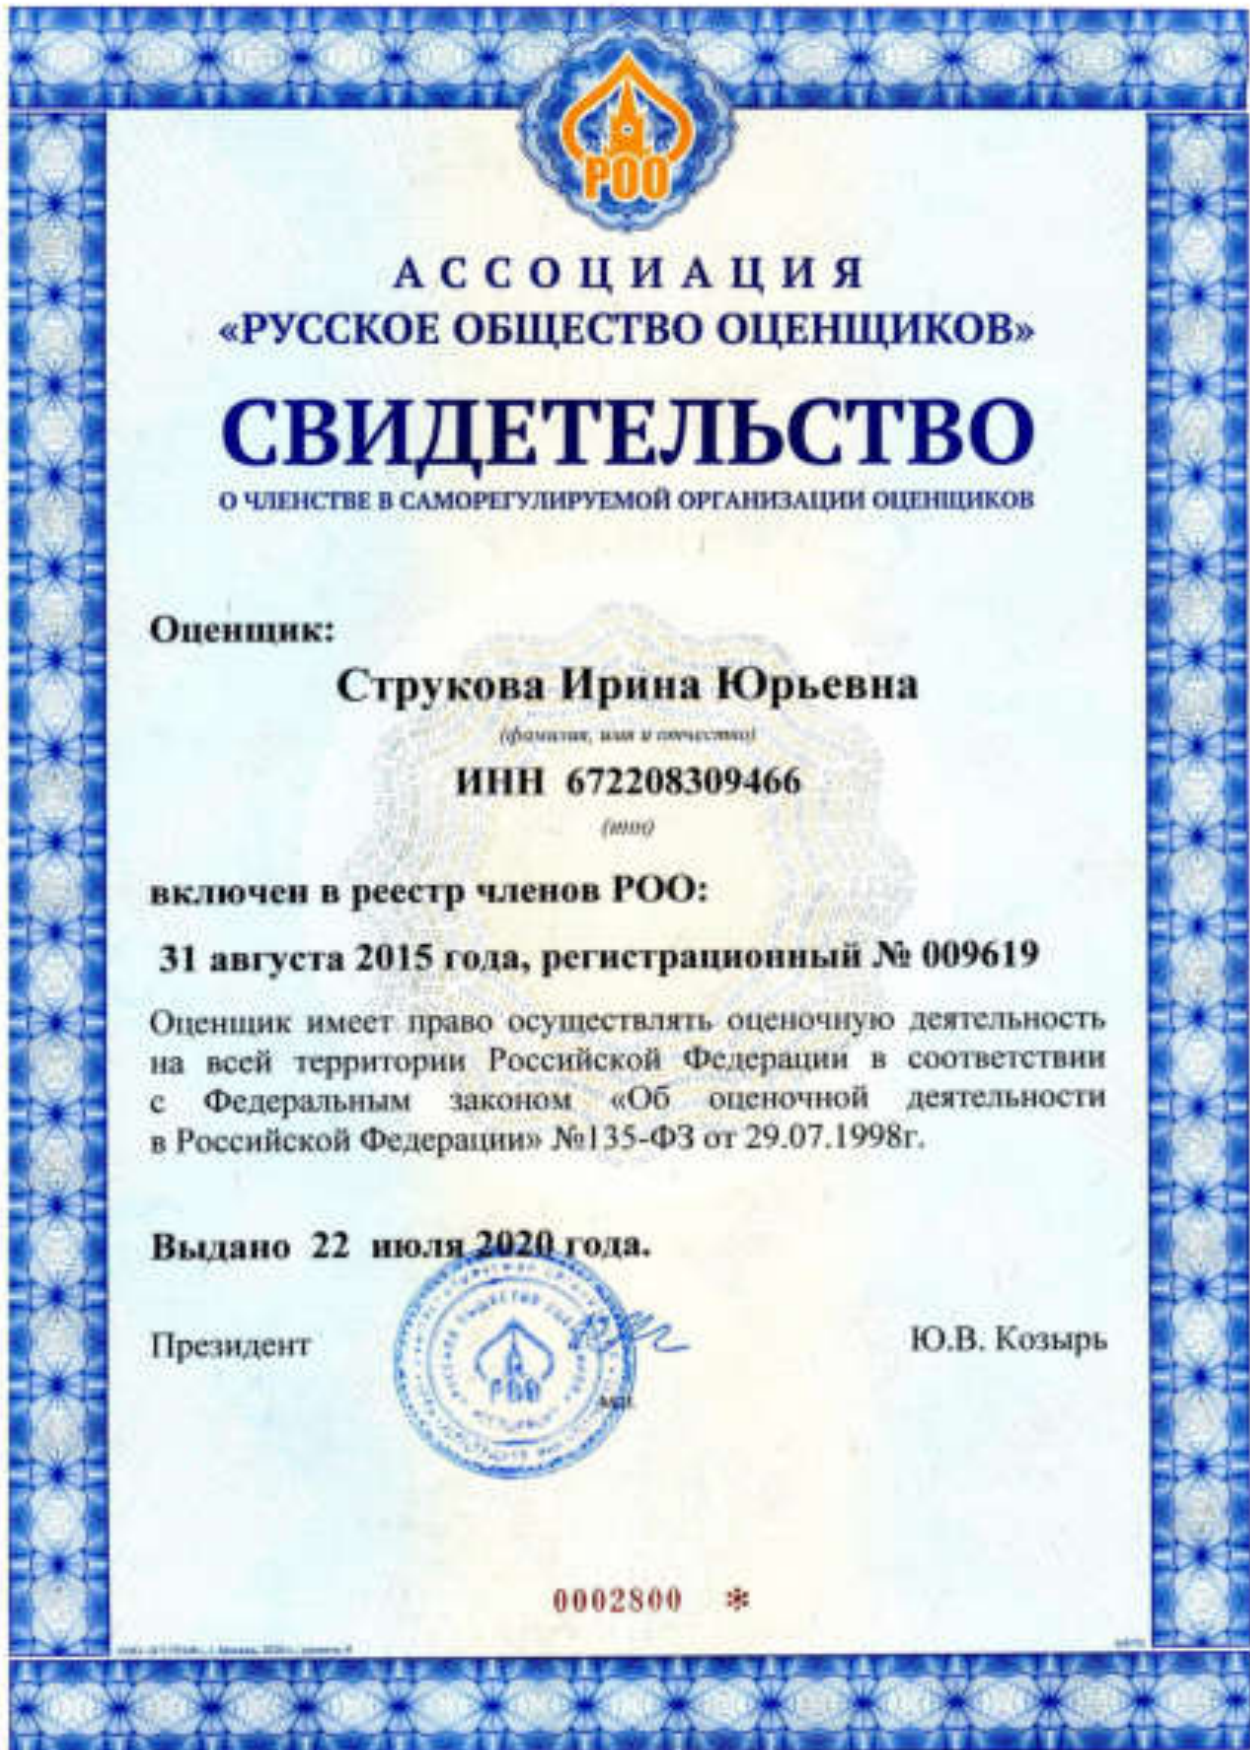 РОО
АССОЦИАЦИЯ
«РУССКОЕ ОБЩЕСТВО ОЦЕНЩИКОВ»
СВИДЕТЕЛЬСТВО
О ЧЛЕНСТВЕ В САМОРЕГУЛИРУЕМОЙ ОРГАНИЗАЦИИ ОЦЕНЩИКОВ
Оценщик:
Струкова Ирина Юрьевна
(фамилия, имя и отчество)
ИНН 672208309466
включен в реестр членов РОО:
31 августа 2015 года, регистрационный № 009619
Оценщик имеет право осуществлять оценочную деятельность
на всей территории Российской Федерации в соответствии
с Федеральным законом «Об оценочной деятельности
в Российской Федерации» №135-ФЗ от 29.07.1998г.
Выдано 22 июля 2020 года.
Президент
РОО
Ю.В. Козырь
0002800 *